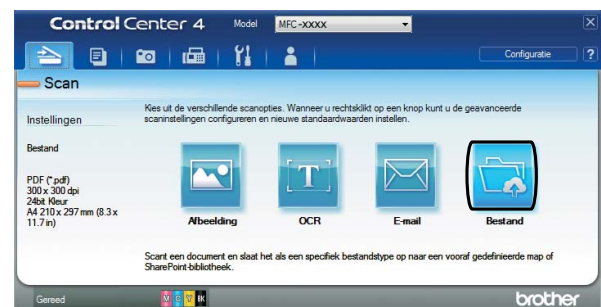 Control Center 4 Model MFC-XXXX
Configuratie ?
Scan
Kies uit de verschillende scanopties. Wanneer u rechtsklikt op een knop kunt u de geavanceerde
scaninstellingen configureren en nieuwe standaardwaarden instellen.
Instellingen
Bestand
PDF (*.pdf)
300 x 300 dpi
24bit Kleur
A4 210 x 297 mm (8.3 x
11.7 in)
T
Afbeelding OCR E-mail Bestand
Scant een document en slaat het als een specifiek bestandstype op naar een vooraf gedefinieerde map of
SharePoint-bibliotheek.
Gereed M C Y BK brother